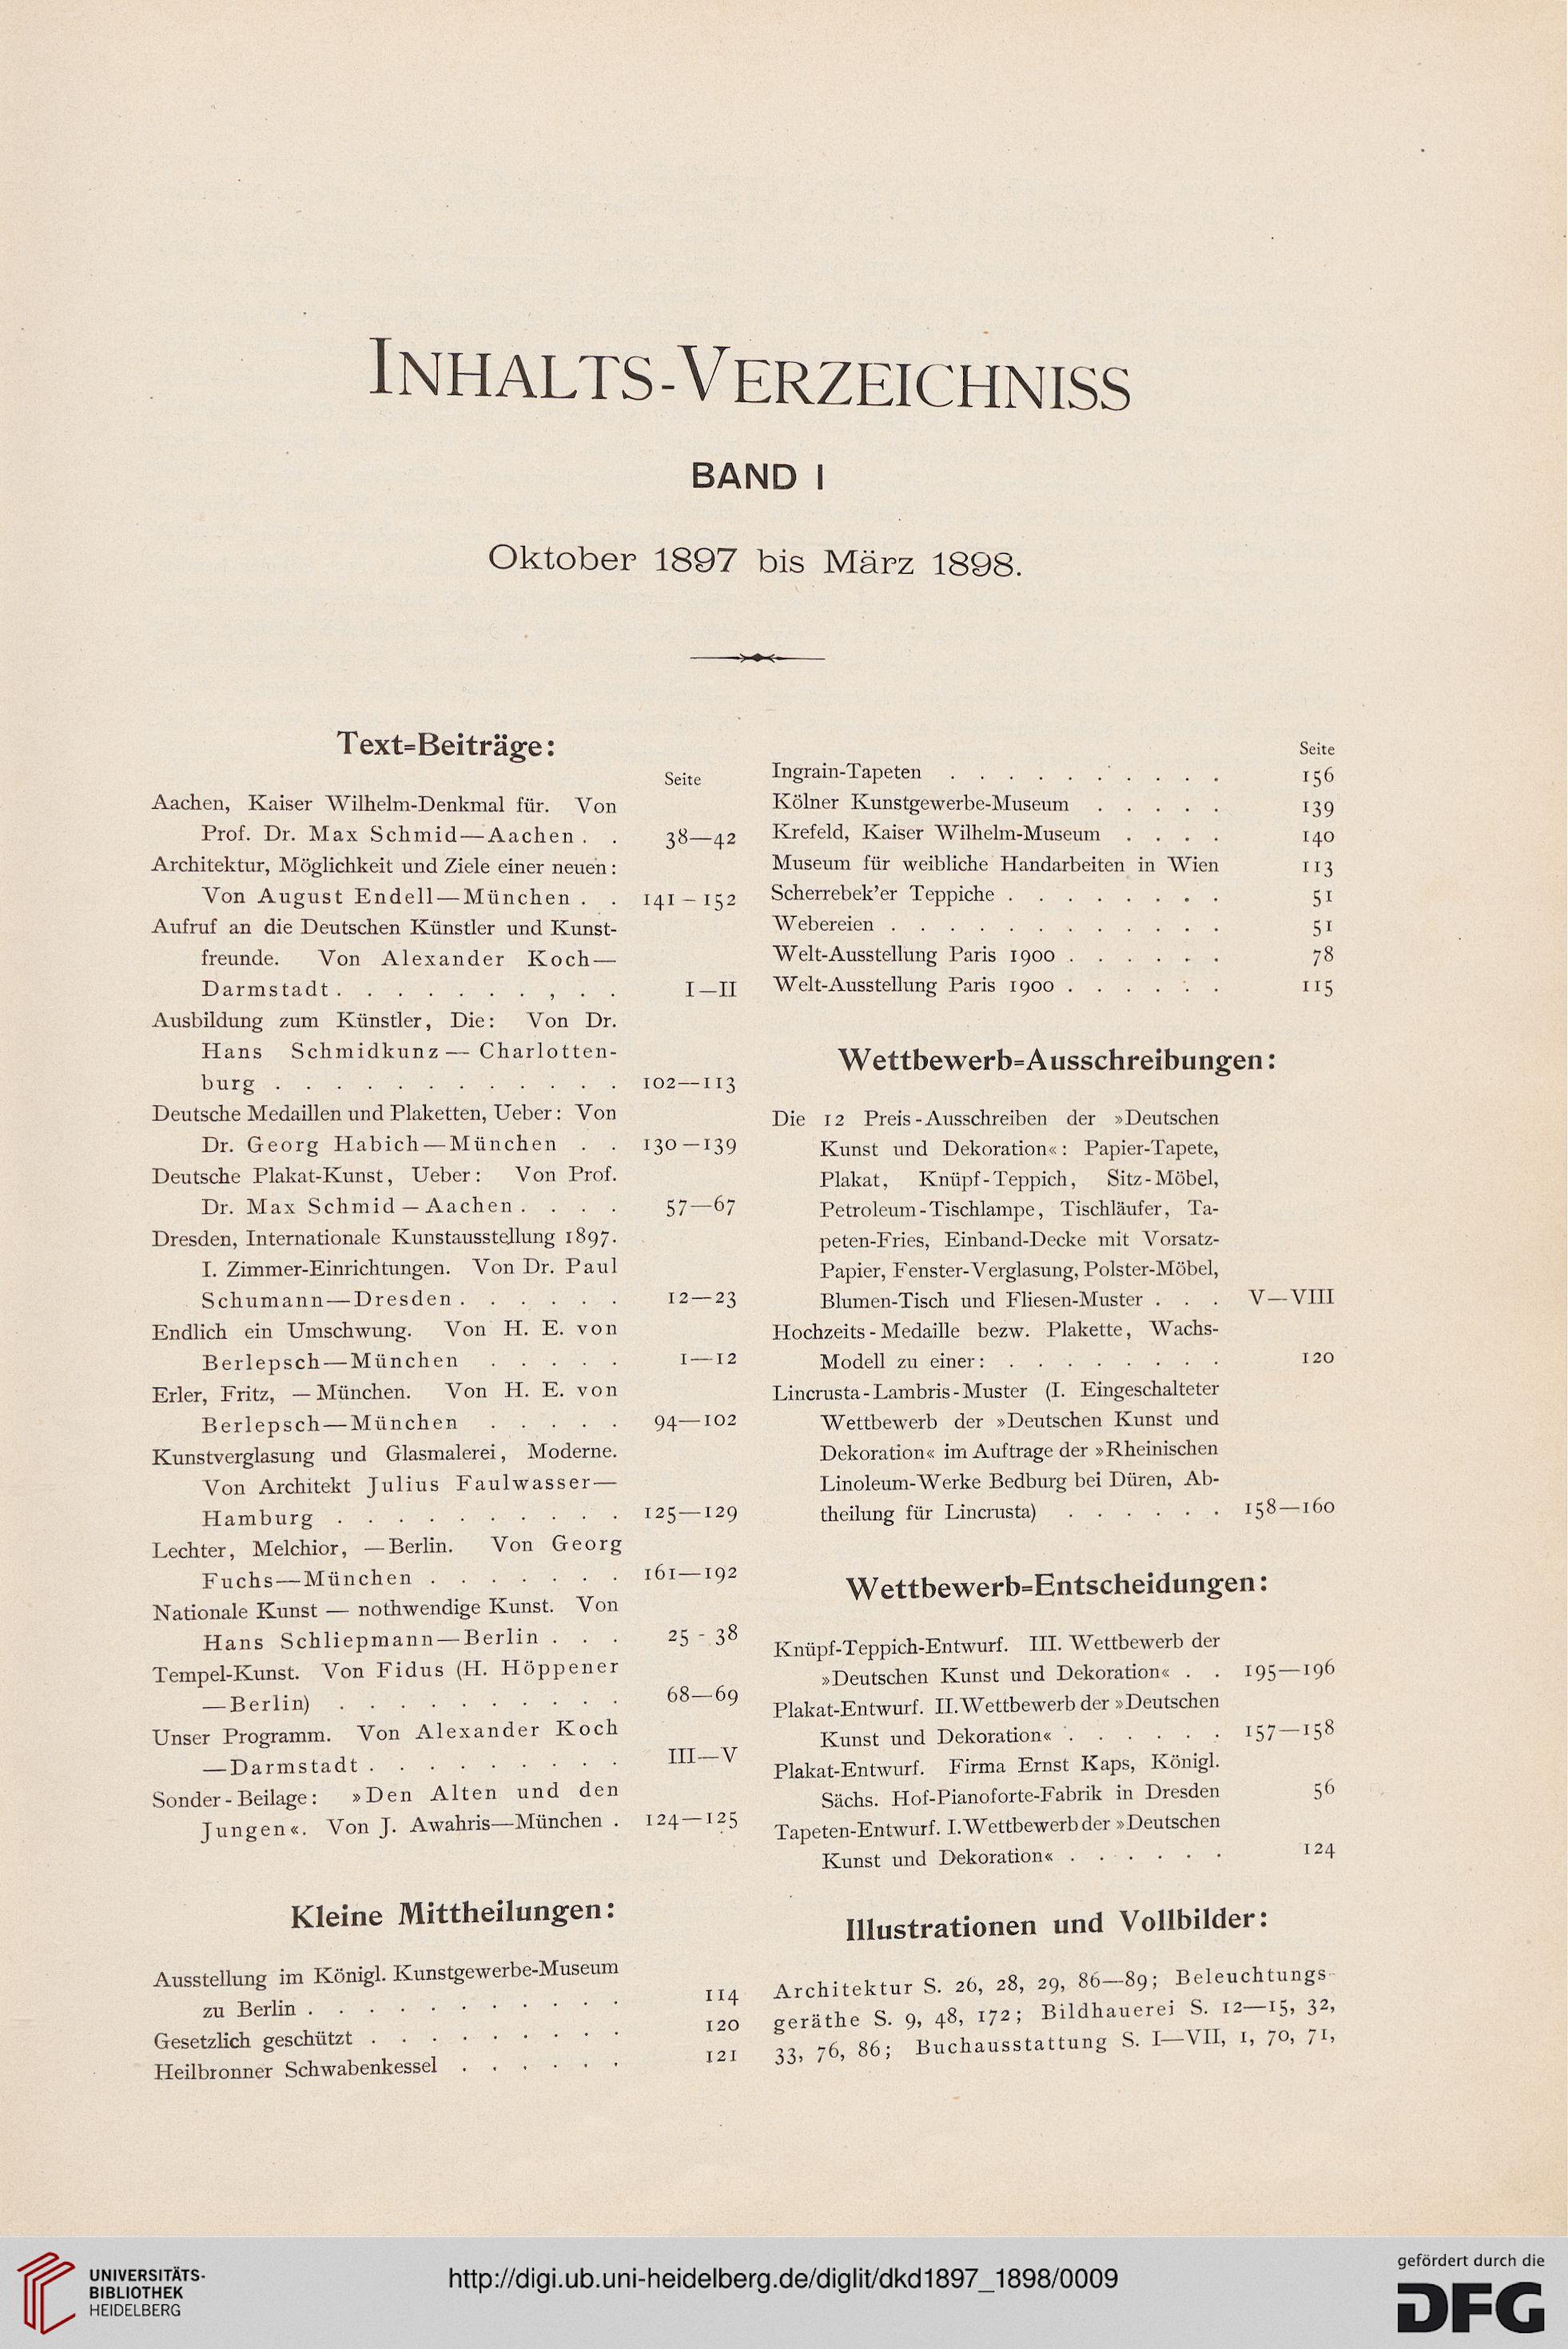 INHALTS-VERZEICHNISS
BAND I
Oktober 1897 bis März 1898.
Text=Beiträge:
Seite
Aachen, Kaiser Wilhelm-Denkmal für. Von
Prof. Dr. Max Schmid—Aachen . . 38—42
Architektur, Möglichkeit und Ziele einer neuen:
Von August Endell—München . . 141–152
Aufruf an die Deutschen Künstler und Kunst-
freunde. Von Alexander Koch—
Darmstadt . . . . . . . , . . I—II
Ausbildung zum Künstler, Die: Von Dr.
Hans Schmidkunz — Charlotten-
burg . . . . . . . . . . . . 102—113
Deutsche Medaillen und Plaketten, Ueber: Von
Dr. Georg Habich—München . . 130—139
Deutsche Plakat-Kunst, Ueber: Von Prof.
Dr. Max Schmid—Aachen . . . . 57—67
Dresden, Internationale Kunstausstellung 1897.
I. Zimmer-Einrichtungen. Von Dr. Paul
Schumann—Dresden . . . . . . 12—23
Endlich ein Umschwung. Von H. E. von
Berlepsch—München . . . . . 1—12
Erler, Fritz, — München. Von H. E. von
Berlepsch—München . . . . . 94—102
Kunstverglasung und Glasmalerei, Moderne.
Von Architekt Julius Faulwasser—
Hamburg . . . . . . . . . . 125—129
Lechter, Melchior, — Berlin. Von Georg
Fuchs—München . . . . . . . 161—192
Nationale Kunst — nothwendige Kunst. Von
Hans Schliepmann—Berlin . . . 25 - 38
Tempel-Kunst. Von Fidus (H. Höppener
—Berlin) . . . . . . . . . . 68—69
Unser Programm. Von Alexander Koch
—Darmstadt . . . . . . . . . III—V
Sonder-Beilage: »Den Alten und den
Jungen«. Von J. Awahris—München . 124—125
Kleine Mittheilungen:
Ausstellung im Königl. Kunstgewerbe-Museum
zu Berlin . . . . . . . . . . . 114
Gesetzlich geschützt . . . . . . . . . 120
Heilbronner Schwabenkessel . . . . . . 121
Seite
Ingrain-Tapeten . . . . . . . . . . 156
Kölner Kunstgewerbe-Museum . . . . . 139
Krefeld, Kaiser Wilhelm-Museum . . . . 140
Museum für weibliche Handarbeiten in Wien 113
Scherrebek'er Teppiche . . . . . . . . 51
Webereien . . . . . . . . . . . . 51
Welt-Ausstellung Paris 1900 . . . . . . 78
Welt-Ausstellung Paris 1900 . . . . . . 115
Wettbewerb=Ausschreibungen:
Die 12 Preis-Ausschreiben der »Deutschen
Kunst und Dekoration«: Papier-Tapete,
Plakat, Knüpf-Teppich, Sitz-Möbel,
Petroleum-Tischlampe, Tischläufer, Ta-
peten-Fries, Einband-Decke mit Vorsatz-
Papier, Fenster-Verglasung, Polster-Möbel,
Blumen-Tisch und Fliesen-Muster . . . V—VIII
Hochzeits-Medaille bezw. Plakette, Wachs-
Modell zu einer: . . . . . . . . 120
Lincrusta-Lambris-Muster (I. Eingeschalteter
Wettbewerb der »Deutschen Kunst und
Dekoration« im Auftrage der »Rheinischen
Linoleum-Werke Bedburg bei Düren, Ab-
theilung für Lincrusta) . . . . . . 158—160
Wettbewerb=Entscheidungen:
Knüpf-Teppich-Entwurf. III. Wettbewerb der
»Deutschen Kunst und Dekoration« . . 195—196
Plakat-Entwurf. II. Wettbewerb der »Deutschen
Kunst und Dekoration« . . . . . . 157—158
Plakat-Entwurf. Firma Ernst Kaps, Königl.
Sächs. Hof-Pianoforte-Fabrik in Dresden 56
Tapeten-Entwurf. I. Wettbewerb der »Deutschen
Kunst und Dekoration« . . . . . . 124
Illustrationen und Vollbilder:
Architektur S. 26, 28, 29, 86—89; Beleuchtungs-
geräthe S. 9, 48, 172; Bildhauerei S. 12—15, 32,
33, 76, 86; Buchausstattung S. I—VII, 1, 70, 71,
UNIVERSITÄTS-
BIBLIOTHEK
HEIDELBERG
http://digi.ub.uni-heidelberg.de/diglit/dkd1897_1898/0009
gefördert durch die
DFG